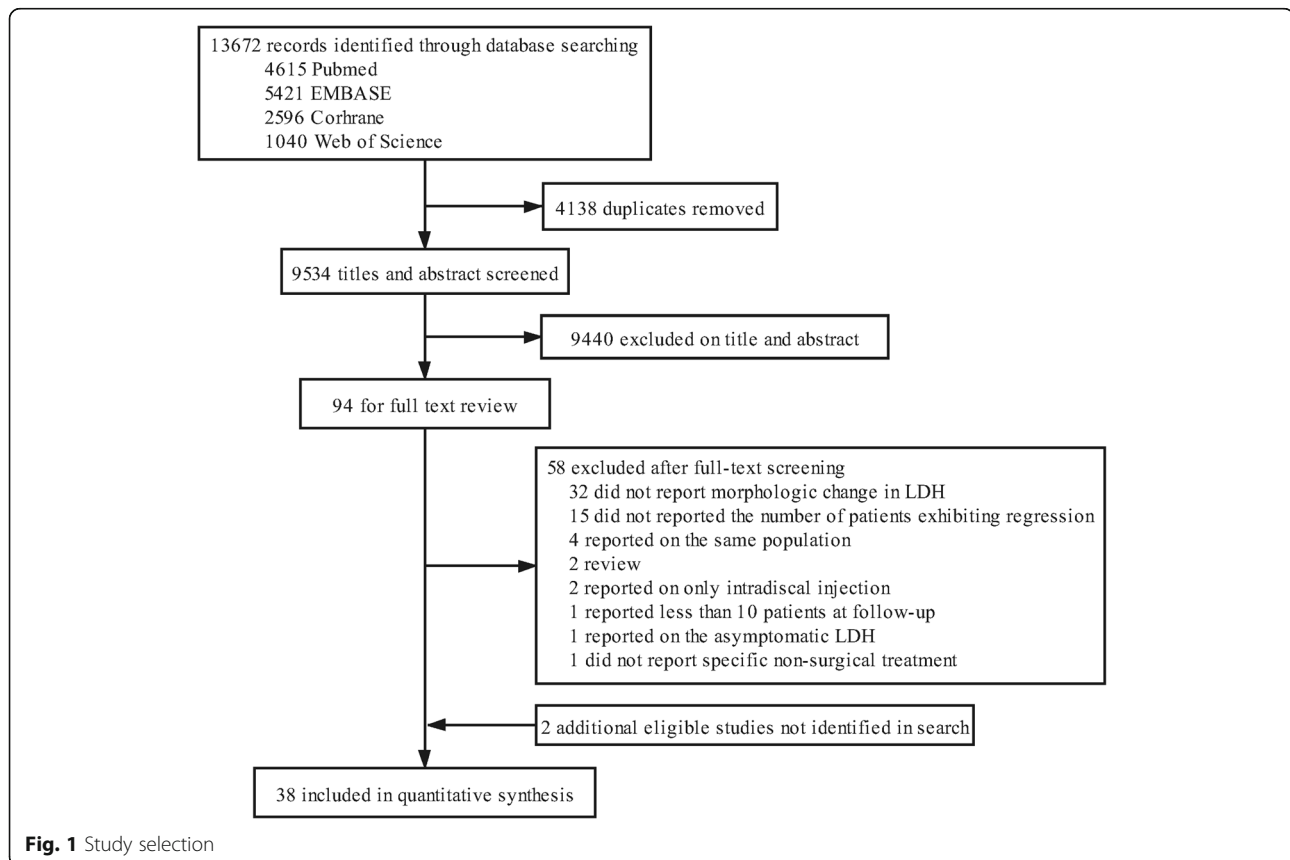 13672 records identified through database searching
4615 Pubmed
5421 EMBASE
2596 Corhrane
1040 Web of Science
4138 duplicates removed
9534 titles and abstract screened
9440 excluded on title and abstract
94 for full text review
58 excluded after full-text screening
32 did not report morphologic change in LDH
15 did not reported the number of patients exhibiting regression
4 reported on the same population
2 review
2 reported on only intradiscal injection
1 reported less than 10 patients at follow-up
1 reported on the asymptomatic LDH
1 did not report specific non-surgical treatment
2 additional eligible studies not identified in search
38 included in quantitative synthesis
Fig. 1 Study selection